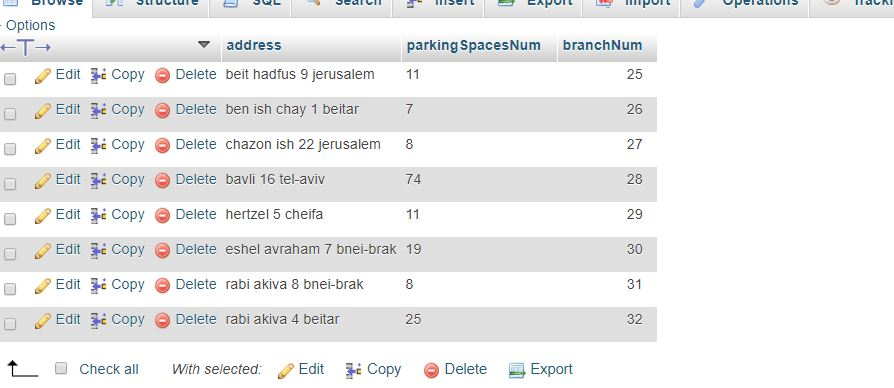 Browse Structure SQL Search Insert Export Import Operations
Options
address parkingSpacesNum branchNum
Edit Copy Delete beit hadfus 9 jerusalem 11 25
Edit Copy Delete ben ish chay 1 beitar 7 26
Edit Copy Delete chazon ish 22 jerusalem 8 27
Edit Copy Delete bavli 16 tel-aviv 74 28
Edit Copy Delete hertzel 5 cheifa 11 29
Edit Copy Delete eshel avraham 7 bnei-brak 19 30
Edit Copy Delete rabi akiva 8 bnei-brak 8 31
Edit Copy Delete rabi akiva 4 beitar 25 32
Check all With selected: Edit Copy Delete Export